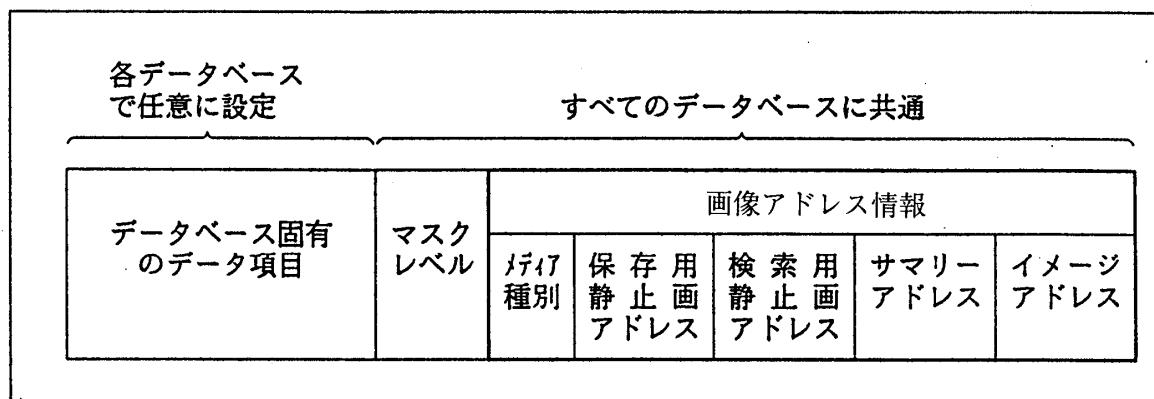 各データベース
で任意に設定
すべてのデータベースに共通
データベース固有
のデータ項目
マスク
レベル
画像アドレス情報
ﾒﾃﾞｨｱ
種別
保存用
静止画
アドレス
検索用
静止画
アドレス
サマリー
アドレス
イメージ
アドレス